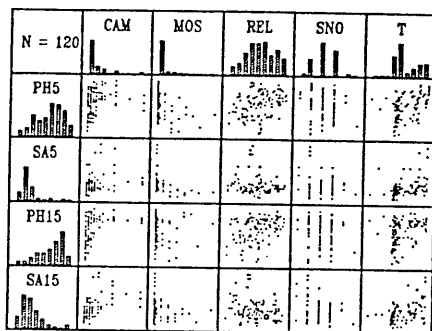 N = 120 CAM MOS REL SNO T
PH5
SA5
PH15
SA15